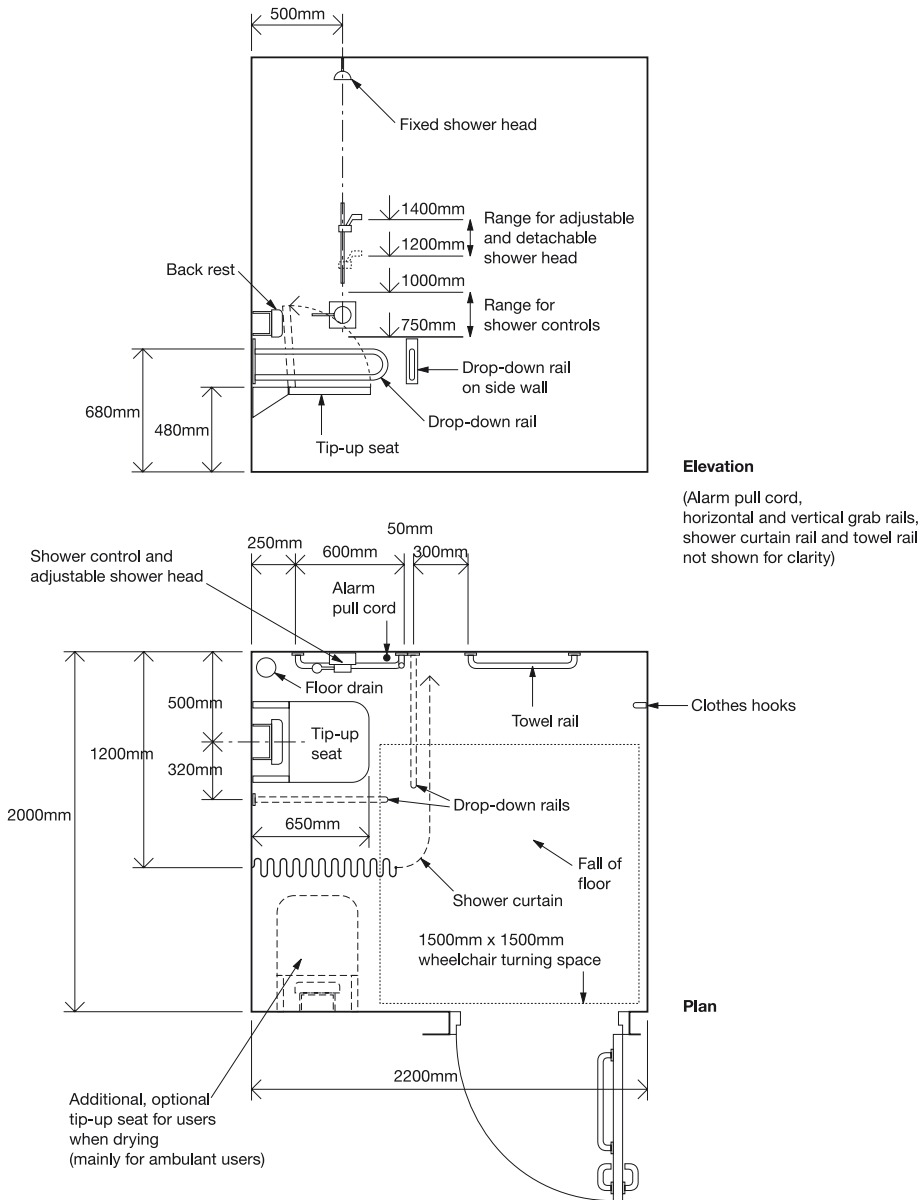 500mm
Fixed shower head
1400mm
Range for adjustable
and detachable
shower head
1200mm
Back rest
1000mm
Range for
shower controls
750mm
Drop-down rail
on side wall
680mm
480mm
Drop-down rail
Tip-up seat
Elevation
(Alarm pull cord,
horizontal and vertical grab rails,
shower curtain rail and towel rail
not shown for clarity)
50mm
250mm
600mm
300mm
Shower control and
adjustable shower head
Alarm
pull cord
Floor drain
Towel rail
Clothes hooks
500mm
1200mm
320mm
2000mm
Tip-up
seat
Drop-down rails
650mm
Fall of
floor
Shower curtain
1500mm x 1500mm
wheelchair turning space
Plan
2200mm
Additional, optional
tip-up seat for users
when drying
(mainly for ambulant users)